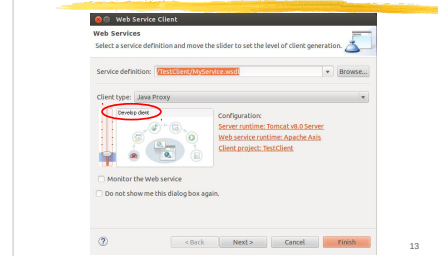 Web Service Client
Web Services
Select a service definition and move the slider to set the level of client generation.
Service definition: /TestClient/MyService.wsdl Browse...
Client type: Java Proxy
Develop client
Configuration:
Server runtime: Tomcat v8.0 Server
Web service runtime: Apache Axis
Client project: TestClient
Monitor the Web service
Do not show me this dialog box again.
< Back Next > Cancel Finish
13